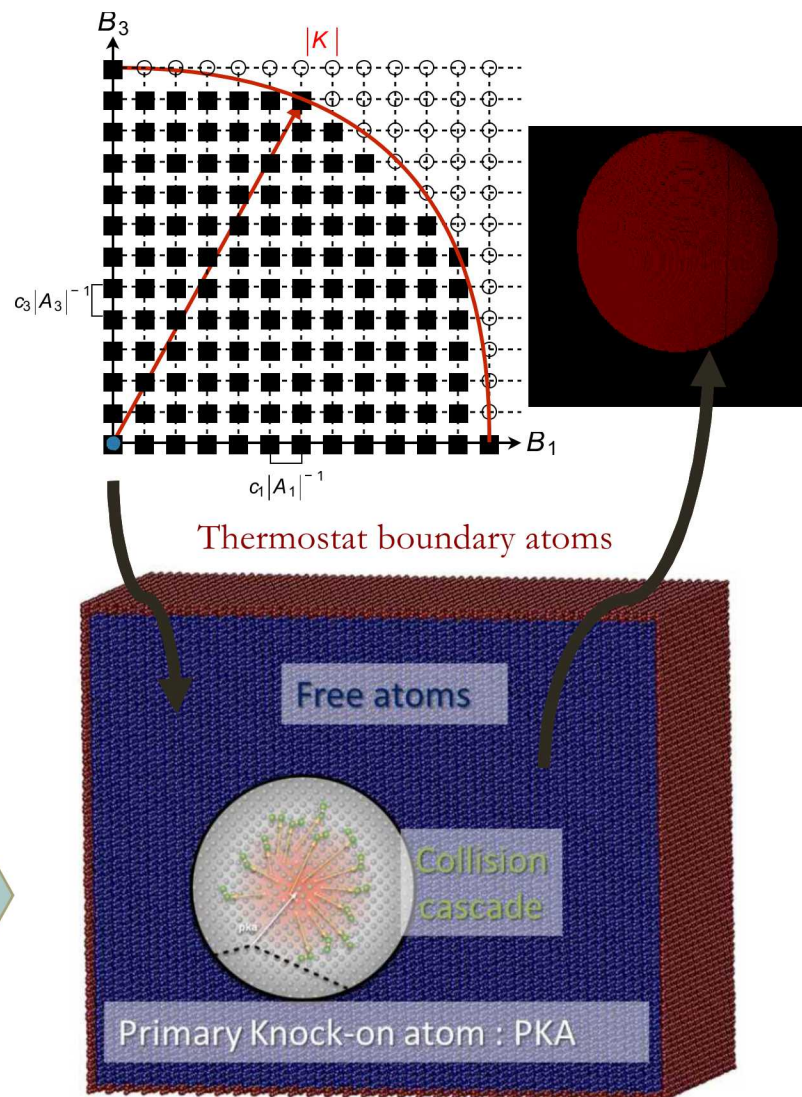 B₃
|K|
c₃|A₃|⁻¹
B₁
c₁|A₁|⁻¹
Thermostat boundary atoms
Free atoms
Collision
cascade
pka
Primary Knock-on atom : PKA